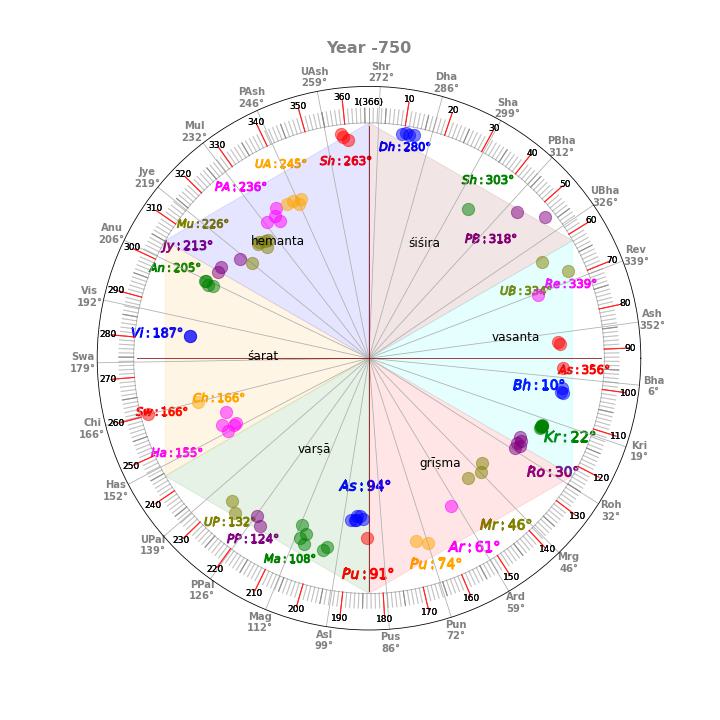 Year -750
Shr
272°
Dha
286°
Sha
299°
PBha
312°
UBha
326°
Rev
339°
Ash
352°
Bha
6°
Kri
19°
Roh
32°
Mrg
46°
Ard
59°
Pun
72°
Pus
86°
Asl
99°
Mag
112°
PPal
126°
UPal
139°
Has
152°
Chi
166°
Swa
179°
Vis
192°
Anu
206°
Jye
219°
Mul
232°
PAsh
246°
UAsh
259°
1(366)
10
20
30
40
50
60
70
80
90
100
110
120
130
140
150
160
170
180
190
200
210
220
230
240
250
260
270
280
290
300
310
320
330
340
350
360
Sh:263°
Dh:280°
Sh:303°
PB:318°
UB:334°
Re:339°
As:356°
Bh:10°
Kr:22°
Ro:30°
Mr:46°
Ar:61°
Pu:74°
Pu:91°
As:94°
Ma:108°
PP:124°
UP:132°
Ha:155°
Sw:166°
Ch:166°
Vi:187°
An:205°
Jy:213°
Mu:226°
PA:236°
UA:245°
hemanta
śiśira
vasanta
grīṣma
varṣā
śarat